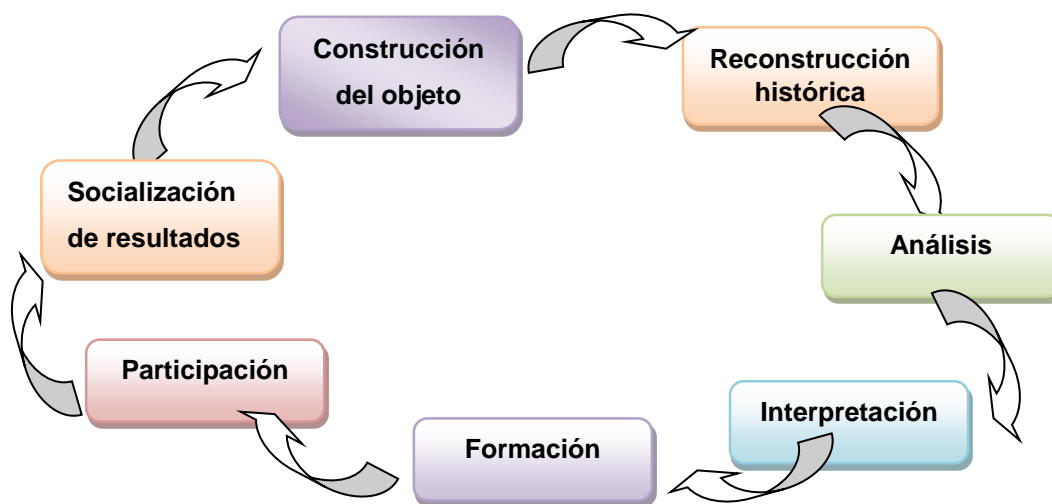 Construcción
del objeto
Reconstrucción
histórica
Análisis
Interpretación
Formación
Participación
Socialización
de resultados